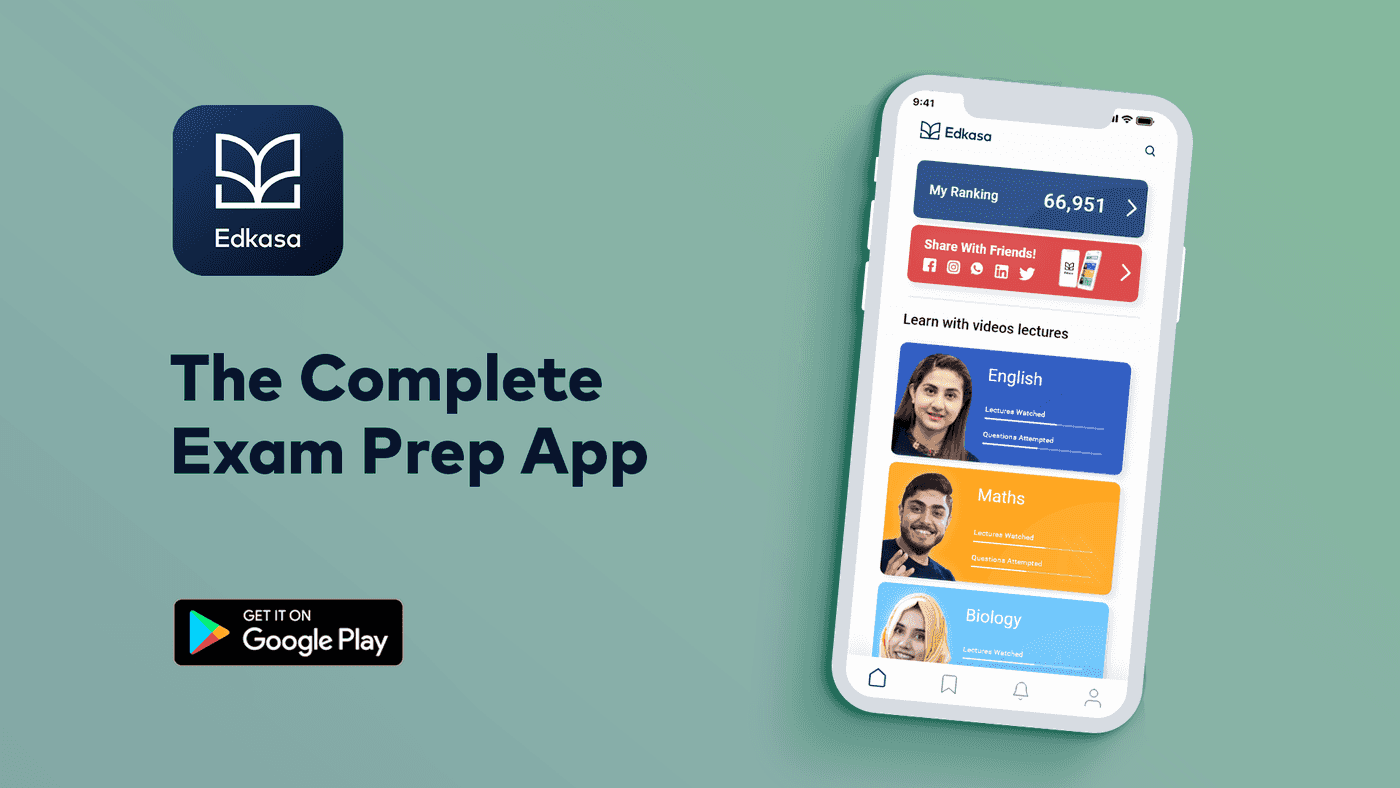 Edkasa
The Complete
Exam Prep App
GET IT ON
Google Play
9:41
Edkasa
My Ranking 66,951
Share With Friends!
Learn with videos lectures
English
Lectures Watched
Questions Attempted
Maths
Lectures Watched
Questions Attempted
Biology
Lectures Watched